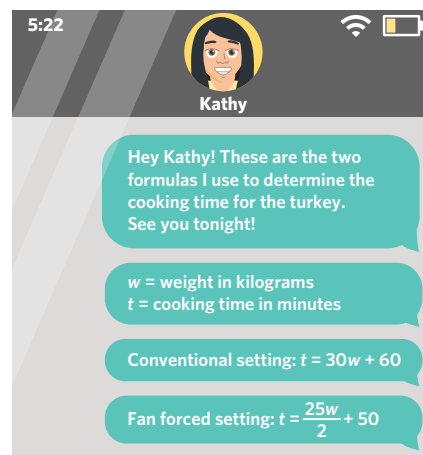 5:22
Kathy
Hey Kathy! These are the two
formulas I use to determine the
cooking time for the turkey.
See you tonight!
w = weight in kilograms
t = cooking time in minutes
Conventional setting: t = 30w + 60
Fan forced setting: t = 25w/2 + 50